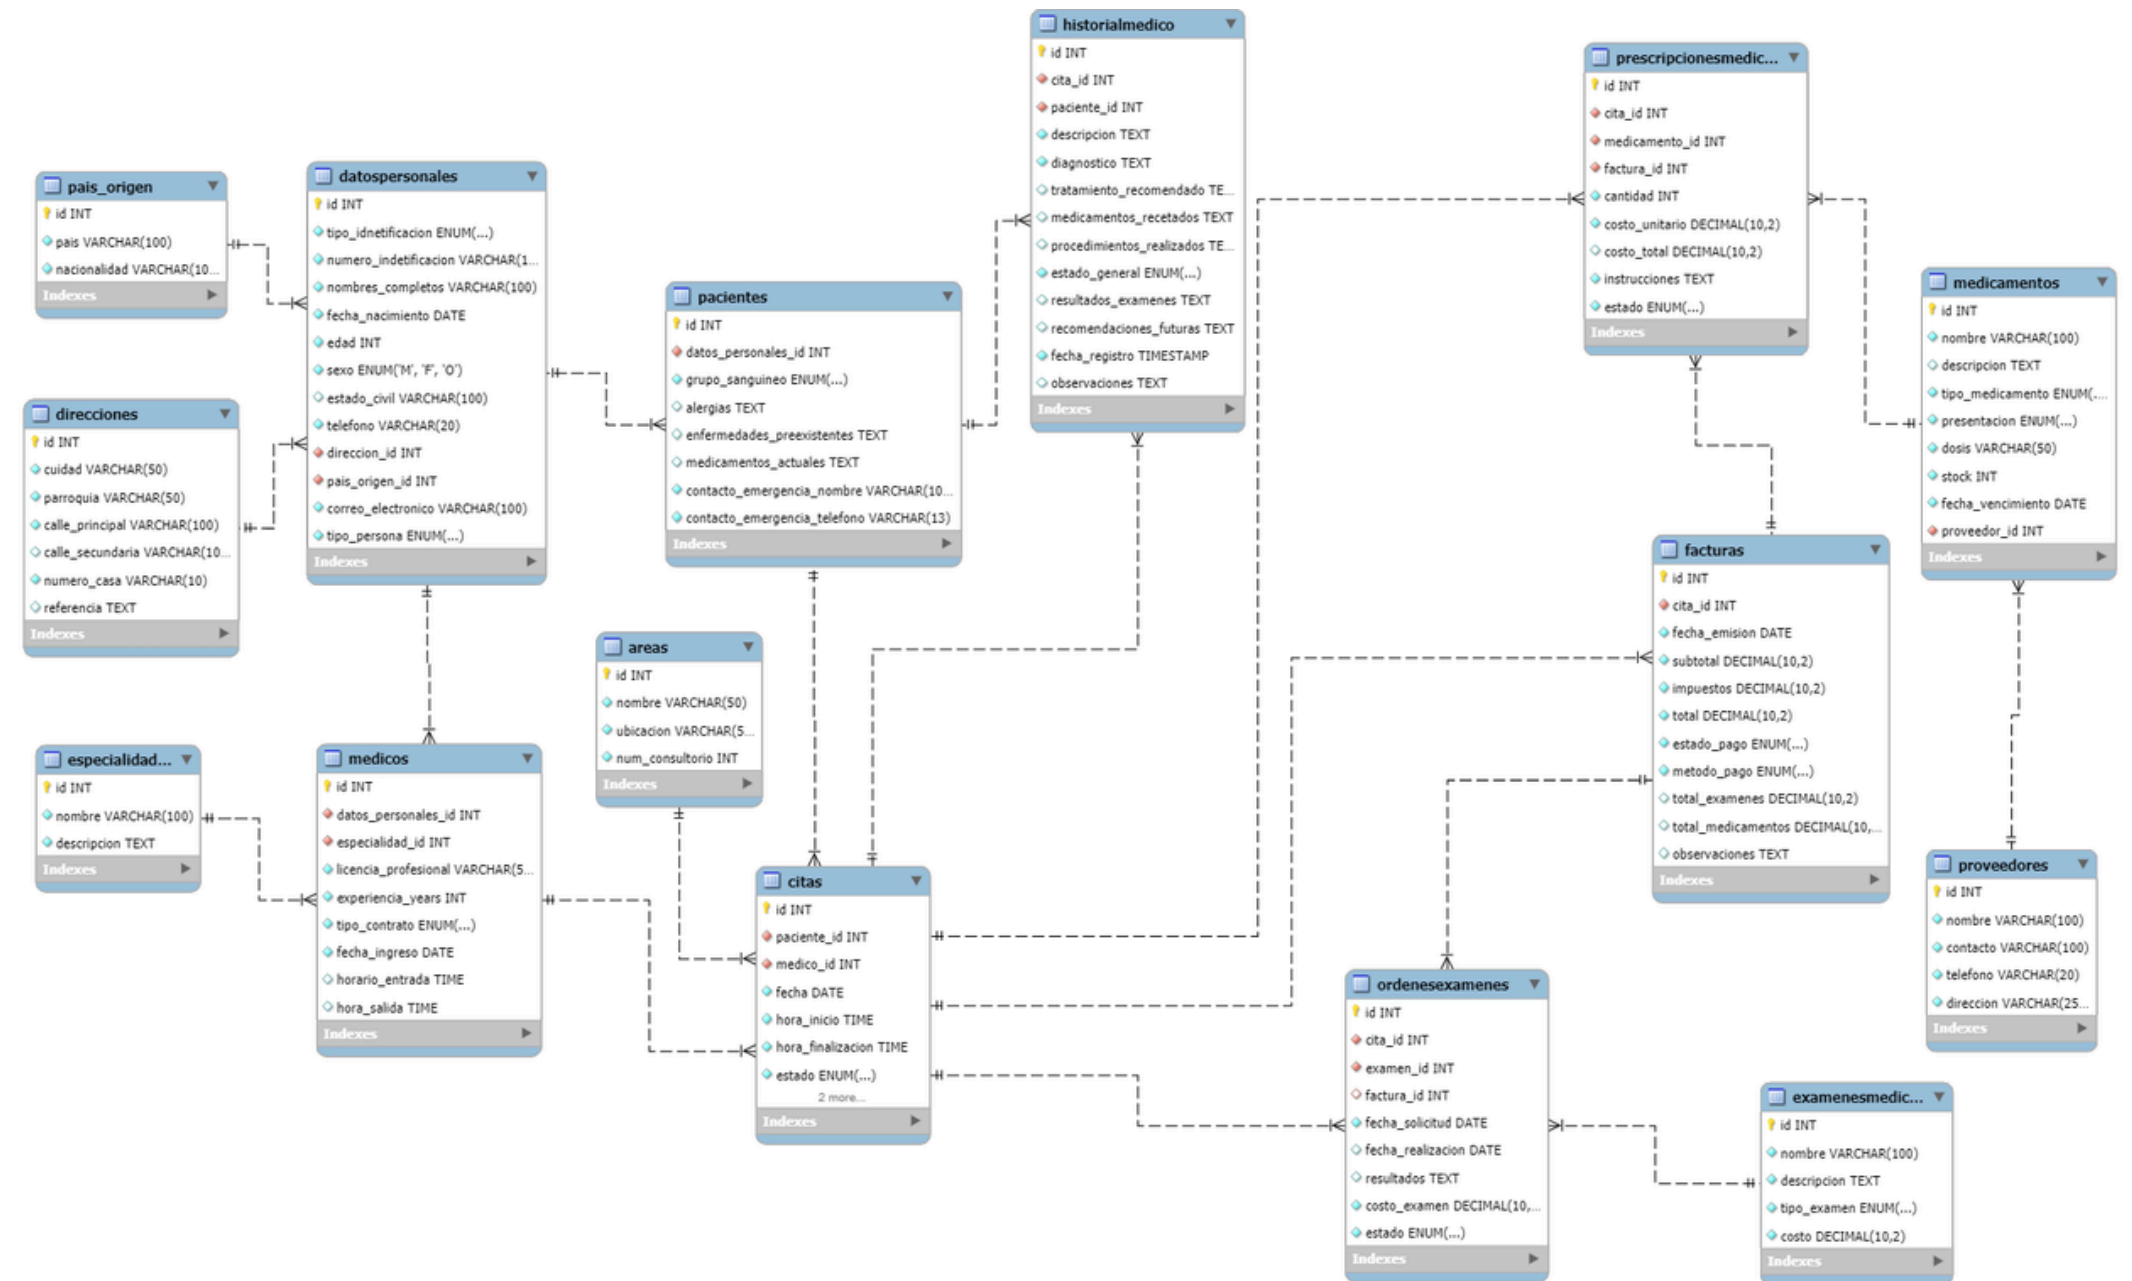 historialmedico
id INT
cita_id INT
paciente_id INT
descripcion TEXT
diagnostico TEXT
tratamiento_recomendado TE...
medicamentos_recetados TEXT
procedimientos_realizados TE...
estado_general ENUM(...)
resultados_examenes TEXT
recomendaciones_futuras TEXT
fecha_registro TIMESTAMP
observaciones TEXT
Indexes
prescripcionesmedic...
id INT
cita_id INT
medicamento_id INT
factura_id INT
cantidad INT
costo_unitario DECIMAL(10,2)
costo_total DECIMAL(10,2)
instrucciones TEXT
estado ENUM(...)
Indexes
pais_origen
id INT
pais VARCHAR(100)
nacionalidad VARCHAR(10...
Indexes
datospersonales
id INT
tipo_idnetificacion ENUM(...)
numero_indetificacion VARCHAR(1...
nombres_completos VARCHAR(100)
fecha_nacimiento DATE
edad INT
sexo ENUM('M', 'F', 'O')
estado_civil VARCHAR(100)
telefono VARCHAR(20)
direccion_id INT
pais_origen_id INT
correo_electronico VARCHAR(100)
tipo_persona ENUM(...)
Indexes
pacientes
id INT
datos_personales_id INT
grupo_sanguineo ENUM(...)
alergias TEXT
enfermedades_preexistentes TEXT
medicamentos_actuales TEXT
contacto_emergencia_nombre VARCHAR(10...
contacto_emergencia_telefono VARCHAR(13)
Indexes
medicamentos
id INT
nombre VARCHAR(100)
descripcion TEXT
tipo_medicamento ENUM(....
presentacion ENUM(...)
dosis VARCHAR(50)
stock INT
fecha_vencimiento DATE
proveedor_id INT
Indexes
direcciones
id INT
cuidad VARCHAR(50)
parroquia VARCHAR(50)
calle_principal VARCHAR(100)
calle_secundaria VARCHAR(10...
numero_casa VARCHAR(10)
referencia TEXT
Indexes
facturas
id INT
cita_id INT
fecha_emision DATE
subtotal DECIMAL(10,2)
impuestos DECIMAL(10,2)
total DECIMAL(10,2)
estado_pago ENUM(...)
metodo_pago ENUM(...)
total_examenes DECIMAL(10,2)
total_medicamentos DECIMAL(10,...
observaciones TEXT
Indexes
areas
id INT
nombre VARCHAR(50)
ubicacion VARCHAR(5...
num_consultorio INT
Indexes
especialidad...
id INT
nombre VARCHAR(100)
descripcion TEXT
Indexes
medicos
id INT
datos_personales_id INT
especialidad_id INT
licencia_profesional VARCHAR(5...
experiencia_years INT
tipo_contrato ENUM(...)
fecha_ingreso DATE
horario_entrada TIME
hora_salida TIME
Indexes
citas
id INT
paciente_id INT
medico_id INT
fecha DATE
hora_inicio TIME
hora_finalizacion TIME
estado ENUM(...)
2 more...
Indexes
proveedores
id INT
nombre VARCHAR(100)
contacto VARCHAR(100)
telefono VARCHAR(20)
direccion VARCHAR(25...
Indexes
ordenesexamenes
id INT
cita_id INT
examen_id INT
factura_id INT
fecha_solicitud DATE
fecha_realizacion DATE
resultados TEXT
costo_examen DECIMAL(10,...
estado ENUM(...)
Indexes
examenesmedic...
id INT
nombre VARCHAR(100)
descripcion TEXT
tipo_examen ENUM(...)
costo DECIMAL(10,2)
Indexes